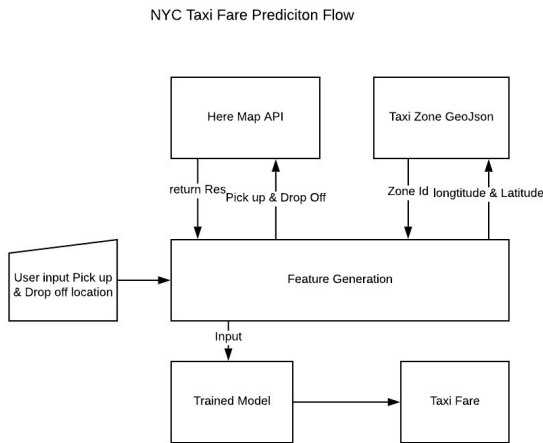 NYC Taxi Fare Prediciton Flow
Here Map API
Taxi Zone GeoJson
return Res
Pick up & Drop Off
Zone Id
longtitude & Latitude
User input Pick up
& Drop off location
Feature Generation
Input
Trained Model
Taxi Fare